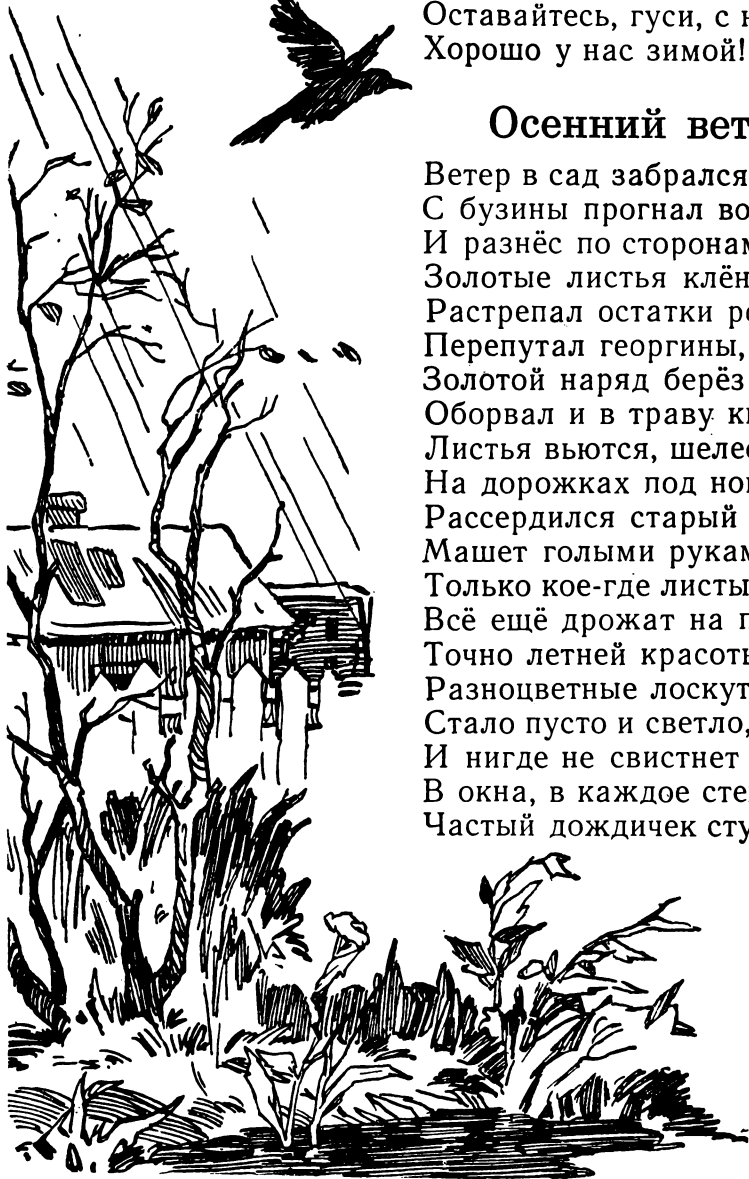 Оставайтесь, гуси, с
Хорошо у нас зимой!
Осенний вет
Ветер в сад забрался
С бузины прогнал во
И разнёс по сторонам
Золотые листья клён
Растрепал остатки ро
Перепутал георгины,
Золотой наряд берёз
Оборвал и в траву ки
Листья вьются, шелес
На дорожках под ног
Рассердился старый
Машет голыми рукам
Только кое-где листы
Всё ещё дрожат на
Точно летней красоты
Разноцветные лоскут
Стало пусто и светло,
И нигде не свистнет
В окна, в каждое сте
Частый дождичек сту